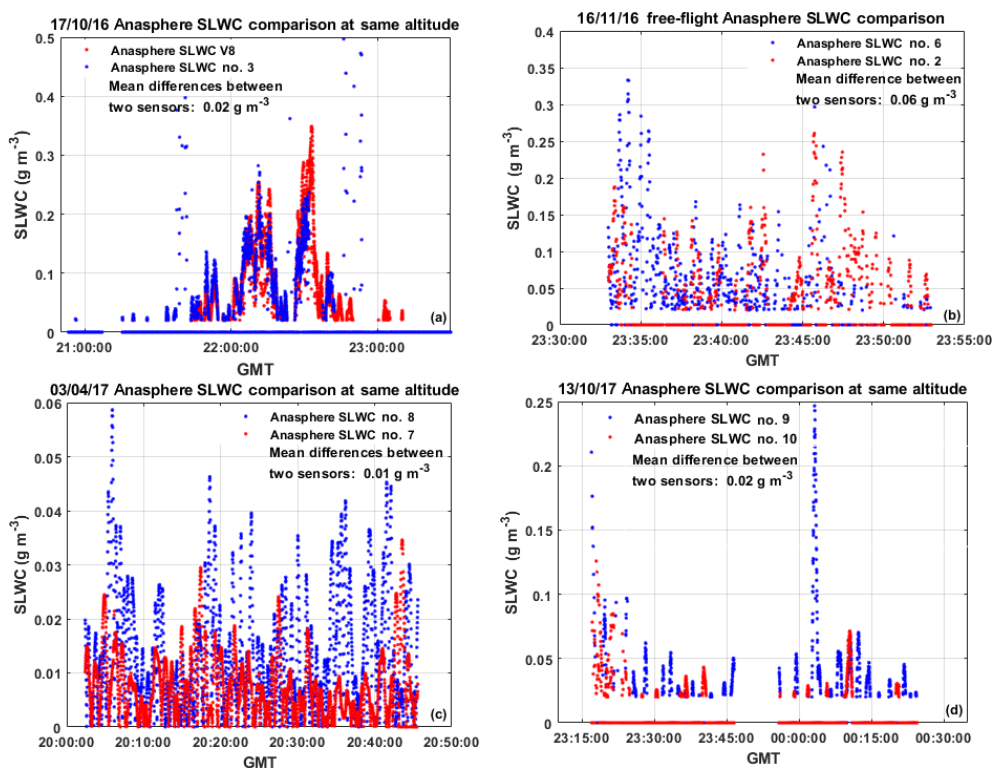 17/10/16 Anasphere SLWC comparison at same altitude
0.5
0.4
0.3
0.2
0.1
0
SLWC (g m-3)
Anasphere SLWC V8
Anasphere SLWC no. 3
Mean differences between
two sensors: 0.02 g m-3
(a)
21:00:00 22:00:00 23:00:00
GMT
16/11/16 free-flight Anasphere SLWC comparison
0.4
0.35
0.3
0.25
0.2
0.15
0.1
0.05
0
SLWC (g m-3)
Anasphere SLWC no. 6
Anasphere SLWC no. 2
Mean difference between
two sensors: 0.06 g m-3
(b)
23:30:00 23:35:00 23:40:00 23:45:00 23:50:00 23:55:00
GMT
03/04/17 Anasphere SLWC comparison at same altitude
0.06
0.05
0.04
0.03
0.02
0.01
0
SLWC (g m-3)
Anasphere SLWC no. 8
Anasphere SLWC no. 7
Mean differences between
two sensors: 0.01 g m-3
(c)
20:00:00 20:10:00 20:20:00 20:30:00 20:40:00 20:50:00
GMT
13/10/17 Anasphere SLWC comparison at same altitude
0.25
0.2
0.15
0.1
0.05
0
SLWC (g m-3)
Anasphere SLWC no. 9
Anasphere SLWC no. 10
Mean difference between
two sensors: 0.02 g m-3
(d)
23:15:00 23:30:00 23:45:00 00:00:00 00:15:00 00:30:00
GMT